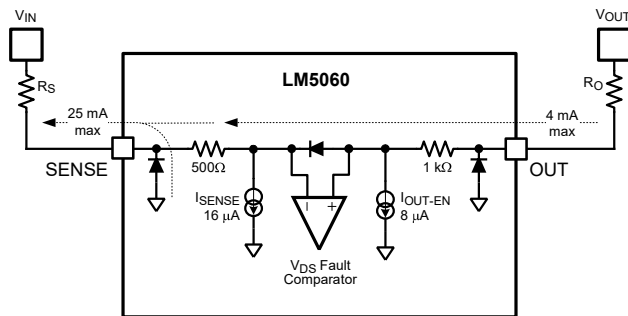 VIN
VOUT
LM5060
RS
RO
25 mA
max
4 mA
max
SENSE
500Ω
1 kΩ
OUT
ISENSE
16 μA
IOUT-EN
8 μA
− +
VDS Fault
Comparator